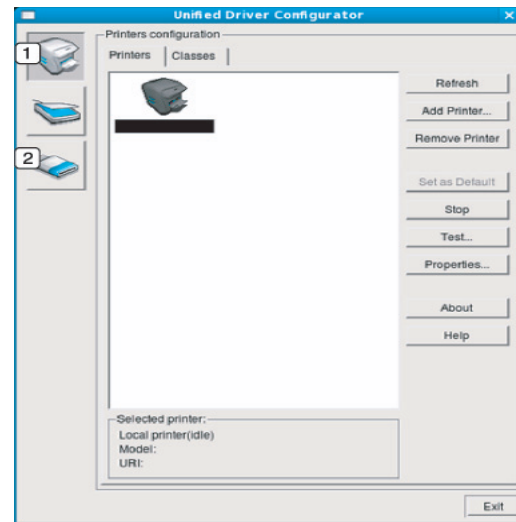 Unified Driver Configurator
1
2
Printers configuration
Printers
Classes
Refresh
Add Printer...
Remove Printer
Set as Default
Stop
Test...
Properties...
About
Help
Selected printer:
Local printer(idle)
Model:
URI:
Exit